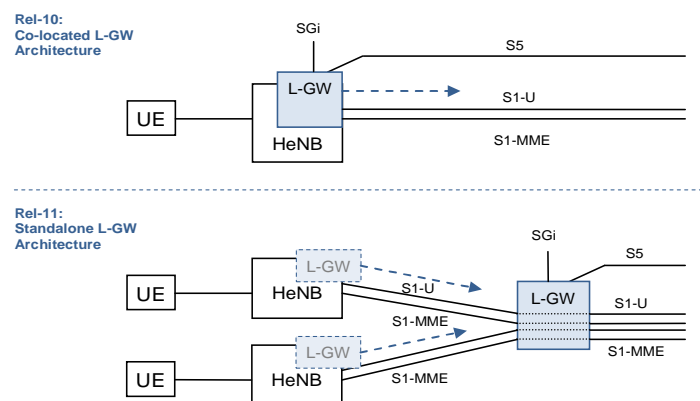 Rel-10:
Co-located L-GW
Architecture
SGi
S5
L-GW
S1-U
UE
HeNB
S1-MME
Rel-11:
Standalone L-GW
Architecture
SGi
S5
L-GW
UE
HeNB
S1-U
L-GW
S1-U
S1-MME
L-GW
S1-MME
UE
HeNB
S1-MME